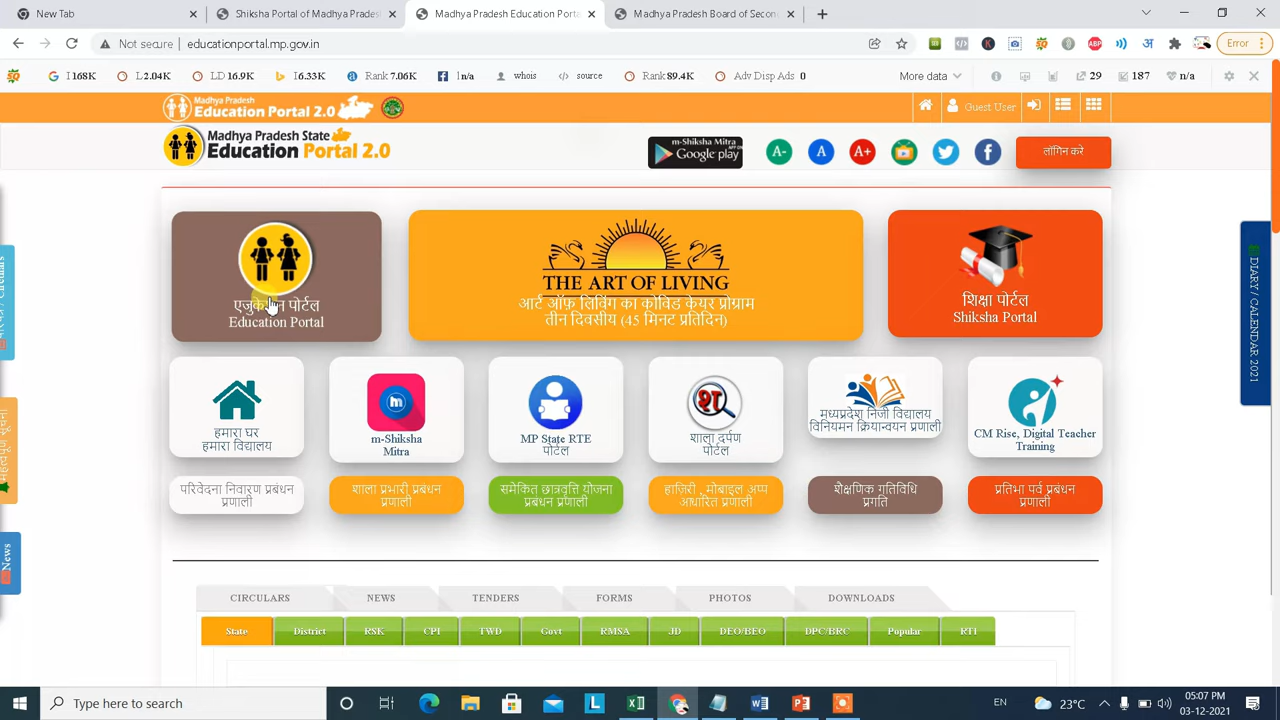 New Tab
Shiksha Portal of Madhya Prades
Madhya Pradesh Education Porta
Madhya Pradesh Board of Secon
Not secure
educationportal.mp.gov.in
Error
I 168K
L 2.04K
LD 16.9K
I 6.33K
Rank 7.06K
l n/a
whois
source
Rank 89.4K
Adv Disp Ads 0
More data
29
187
n/a
Madhya Pradesh
Education Portal 2.0
Guest User
Madhya Pradesh State
Education Portal 2.0
m-Shiksha Mitra
APP ON
Google play
A-
A
A+
लॉगिन करे
एजुकेशन पोर्टल
Education Portal
THE ART OF LIVING
आर्ट ऑफ़ लिविंग का कोविड केयर प्रोग्राम
तीन दिवसीय (45 मिनट प्रतिदिन)
शिक्षा पोर्टल
Shiksha Portal
हमारा घर
हमारा विद्यालय
m
m-Shiksha
Mitra
MP State RTE
पोर्टल
श
शाला दर्पण
पोर्टल
मध्यप्रदेश निजी विद्यालय
विनियमन क्रियान्वयन प्रणाली
CM Rise, Digital Teacher
Training
परिवेदना निवारण प्रबंधन
प्रणाली
शाला प्रभारी प्रबंधन
प्रणाली
समेकित छात्रवृत्ति योजना
प्रबंधन प्रणाली
हाज़िरी , मोबाइल अप्प
आधारित प्रणाली
शैक्षणिक गतिविधि
प्रगति
प्रतिभा पर्व प्रबंधन
प्रणाली
DIARY / CALENDAR 2021
Circulars
महत्वपूर्ण सूचना
News
CIRCULARS
NEWS
TENDERS
FORMS
PHOTOS
DOWNLOADS
State
District
RSK
CPI
TWD
Govt
RMSA
JD
DEO/BEO
DPC/BRC
Popular
RTI
Type here to search
EN
23°C
05:07 PM
03-12-2021